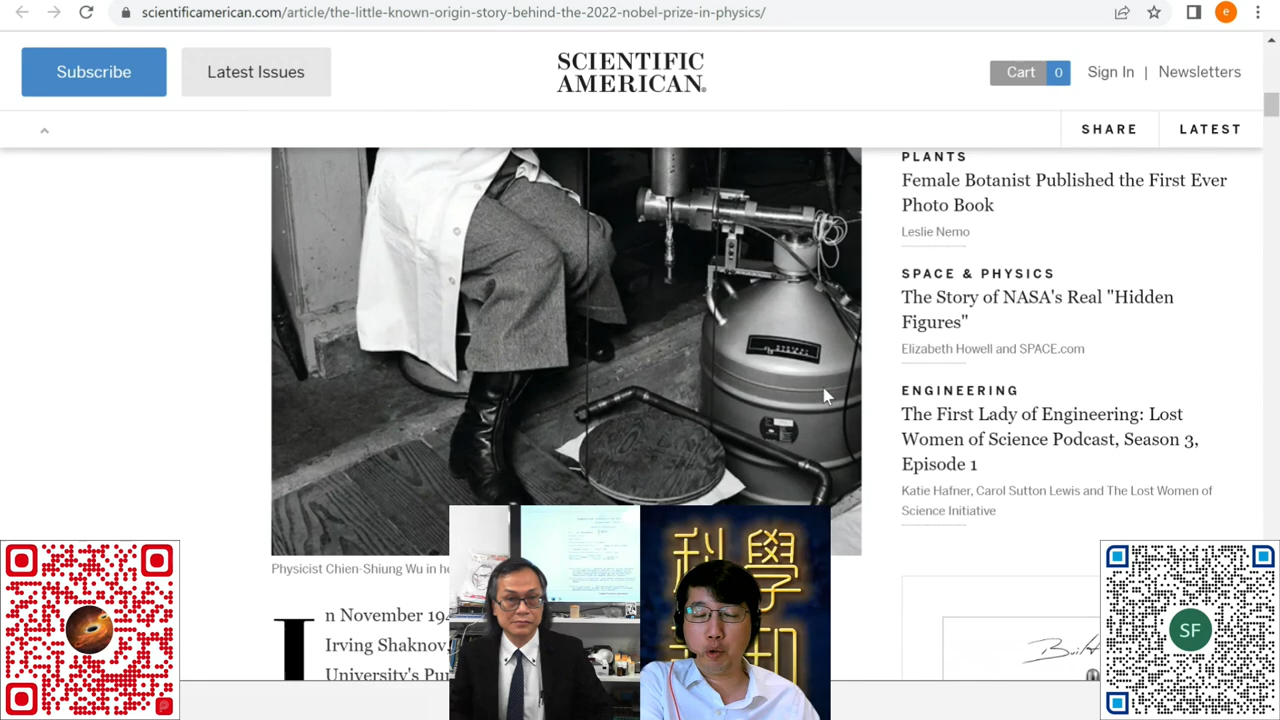 scientificamerican.com/article/the-little-known-origin-story-behind-the-2022-nobel-prize-in-physics/
e
Subscribe
Latest Issues
SCIENTIFIC
AMERICAN
Cart 0
Sign In | Newsletters
SHARE
LATEST
PLANTS
Female Botanist Published the First Ever
Photo Book
Leslie Nemo
SPACE & PHYSICS
The Story of NASA's Real "Hidden
Figures"
Elizabeth Howell and SPACE.com
ENGINEERING
The First Lady of Engineering: Lost
Women of Science Podcast, Season 3,
Episode 1
Katie Hafner, Carol Sutton Lewis and The Lost Women of
Science Initiative
Physicist Chien-Shiung Wu in
In November
Irving Shaknov
University's
科學
刊
SF